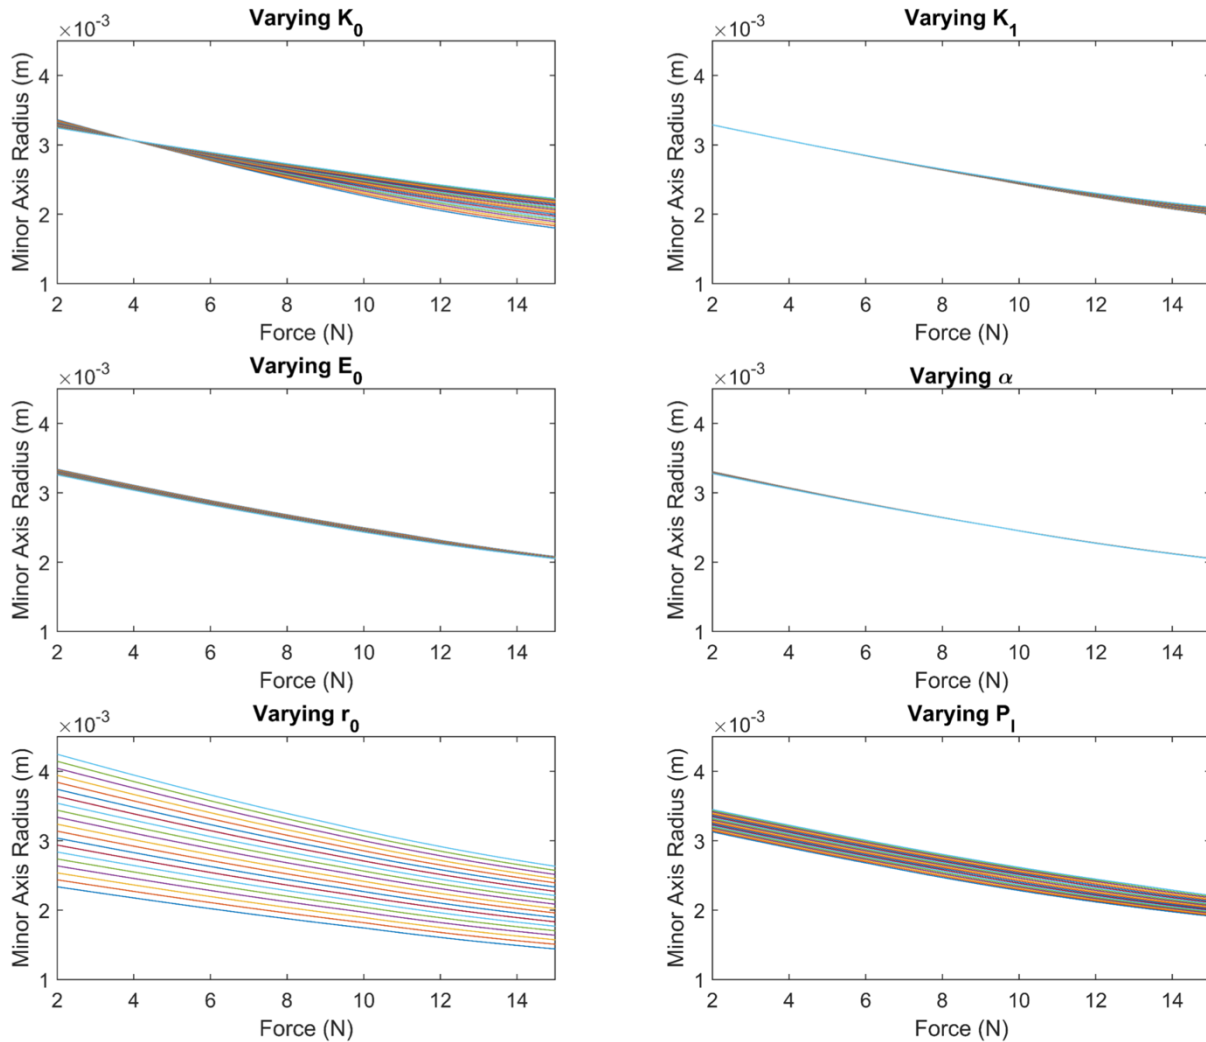 Varying K0
×10-3
Minor Axis Radius (m)
4
3
2
1
2 4 6 8 10 12 14
Force (N)
Varying K1
×10-3
Minor Axis Radius (m)
4
3
2
1
2 4 6 8 10 12 14
Force (N)
Varying E0
×10-3
Minor Axis Radius (m)
4
3
2
1
2 4 6 8 10 12 14
Force (N)
Varying α
×10-3
Minor Axis Radius (m)
4
3
2
1
2 4 6 8 10 12 14
Force (N)
Varying r0
×10-3
Minor Axis Radius (m)
4
3
2
1
2 4 6 8 10 12 14
Force (N)
Varying PI
×10-3
Minor Axis Radius (m)
4
3
2
1
2 4 6 8 10 12 14
Force (N)